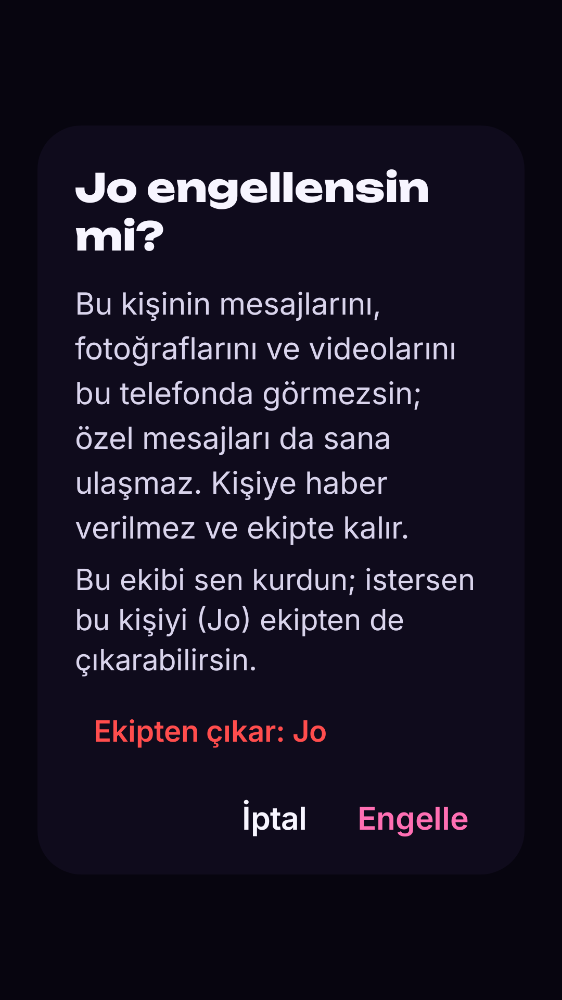 Jo engellensin
mi?
Bu kişinin mesajlarını,
fotoğraflarını ve videolarını
bu telefonda görmezsin;
özel mesajları da sana
ulaşmaz. Kişiye haber
verilmez ve ekipte kalır.
Bu ekibi sen kurdun; istersen
bu kişiyi (Jo) ekipten de
çıkarabilirsin.
Ekipten çıkar: Jo
İptal Engelle